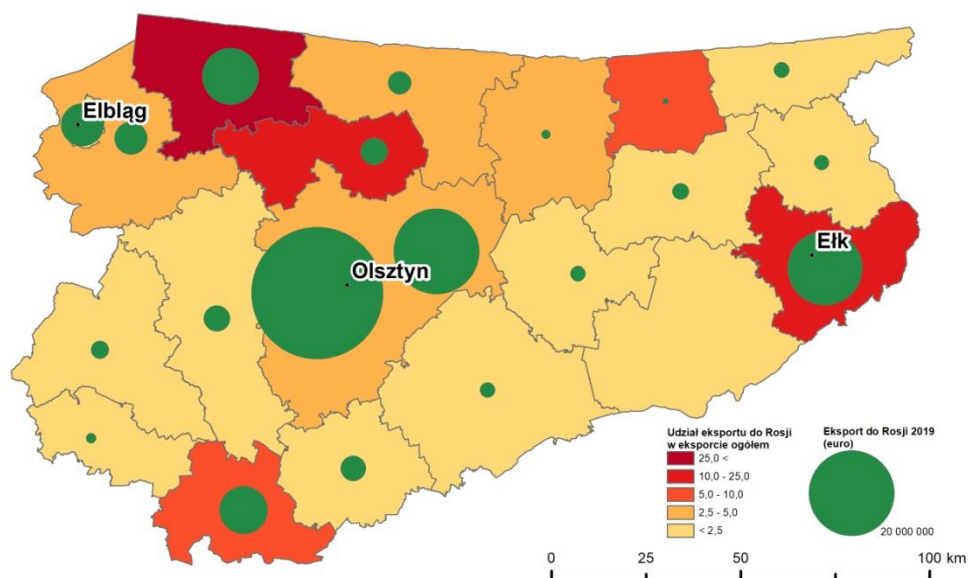 Elbląg
Olsztyn
Ełk
Udział eksportu do Rosji
w eksporcie ogółem
25,0 <
10,0 - 25,0
5,0 - 10,0
2,5 - 5,0
< 2,5
Eksport do Rosji 2019
(euro)
20 000 000
0 25 50 100 km